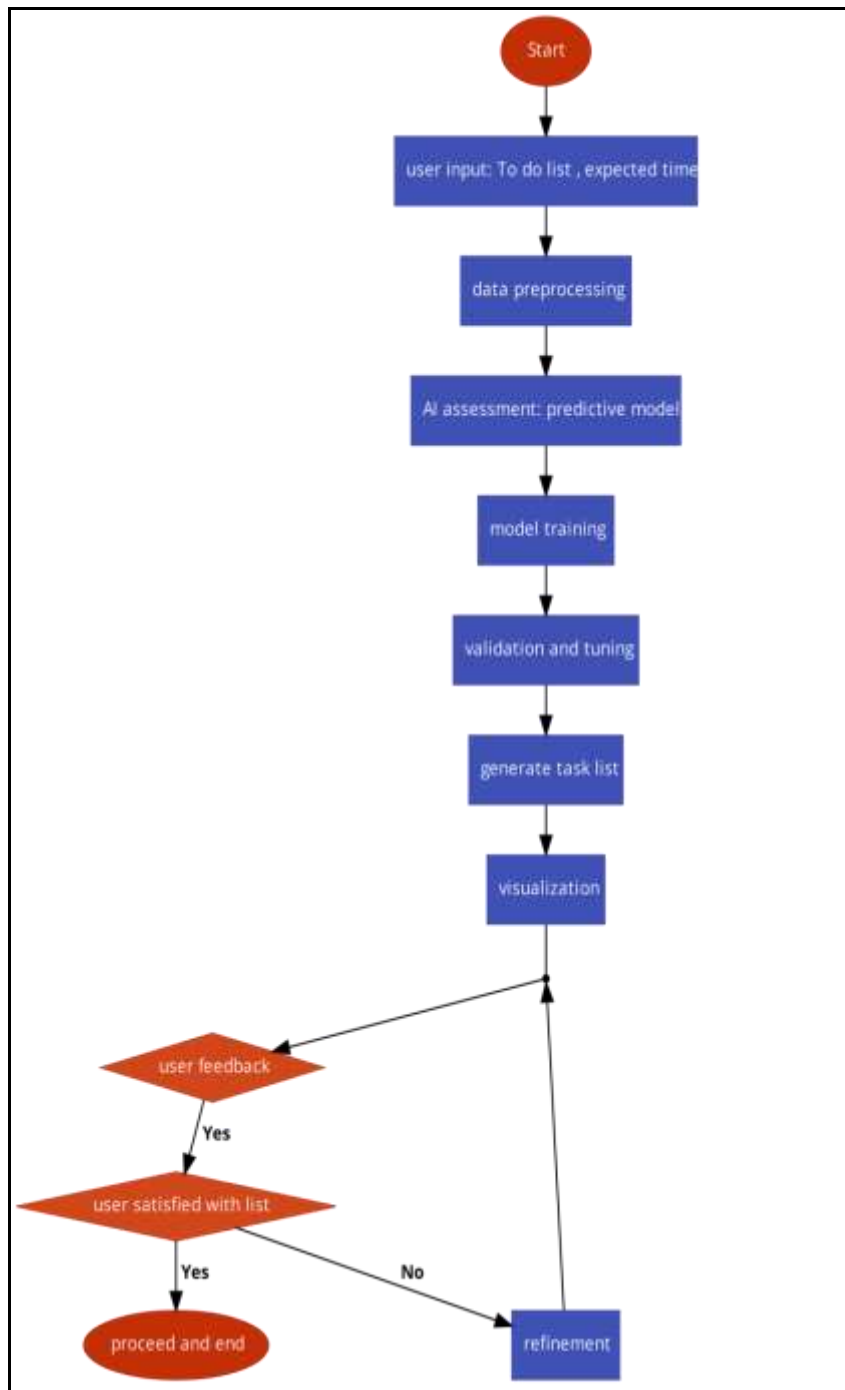 Start
user input: To do list , expected time
data preprocessing
AI assessment: predictive model
model training
validation and tuning
generate task list
visualization
user feedback
Yes
user satisfied with list
Yes
No
proceed and end
refinement